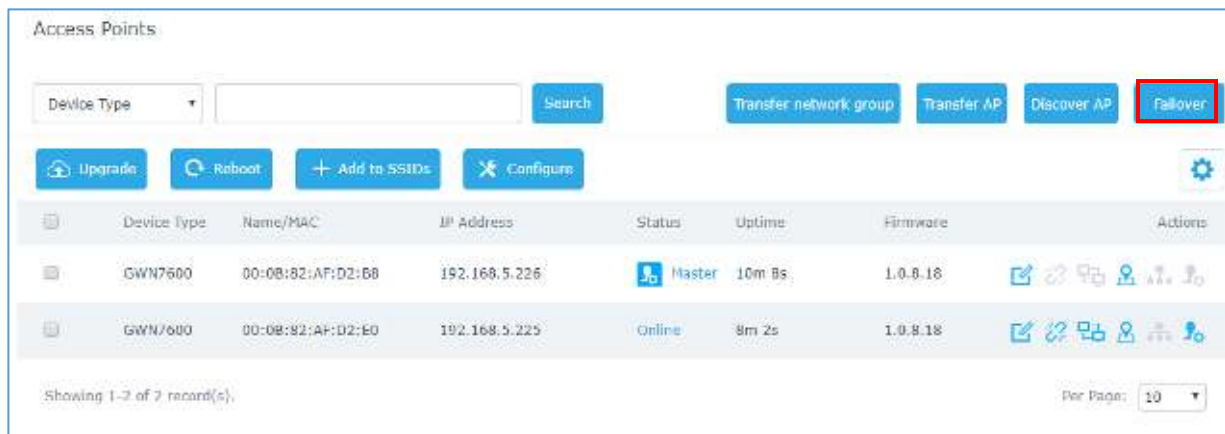 Access Points
Device Type Search Transfer network group Transfer AP Discover AP Failover
Upgrade Reboot + Add to SSIDs Configure
Device Type Name/MAC IP Address Status Uptime Firmware Actions
GWN7600 00:0B:82:AF:D2:B8 192.168.5.226 Master 10m 8s 1.0.8.18
GWN7600 00:0B:82:AF:D2:E0 192.168.5.225 Online 8m 2s 1.0.8.18
Showing 1-2 of 2 record(s). Per Page: 10